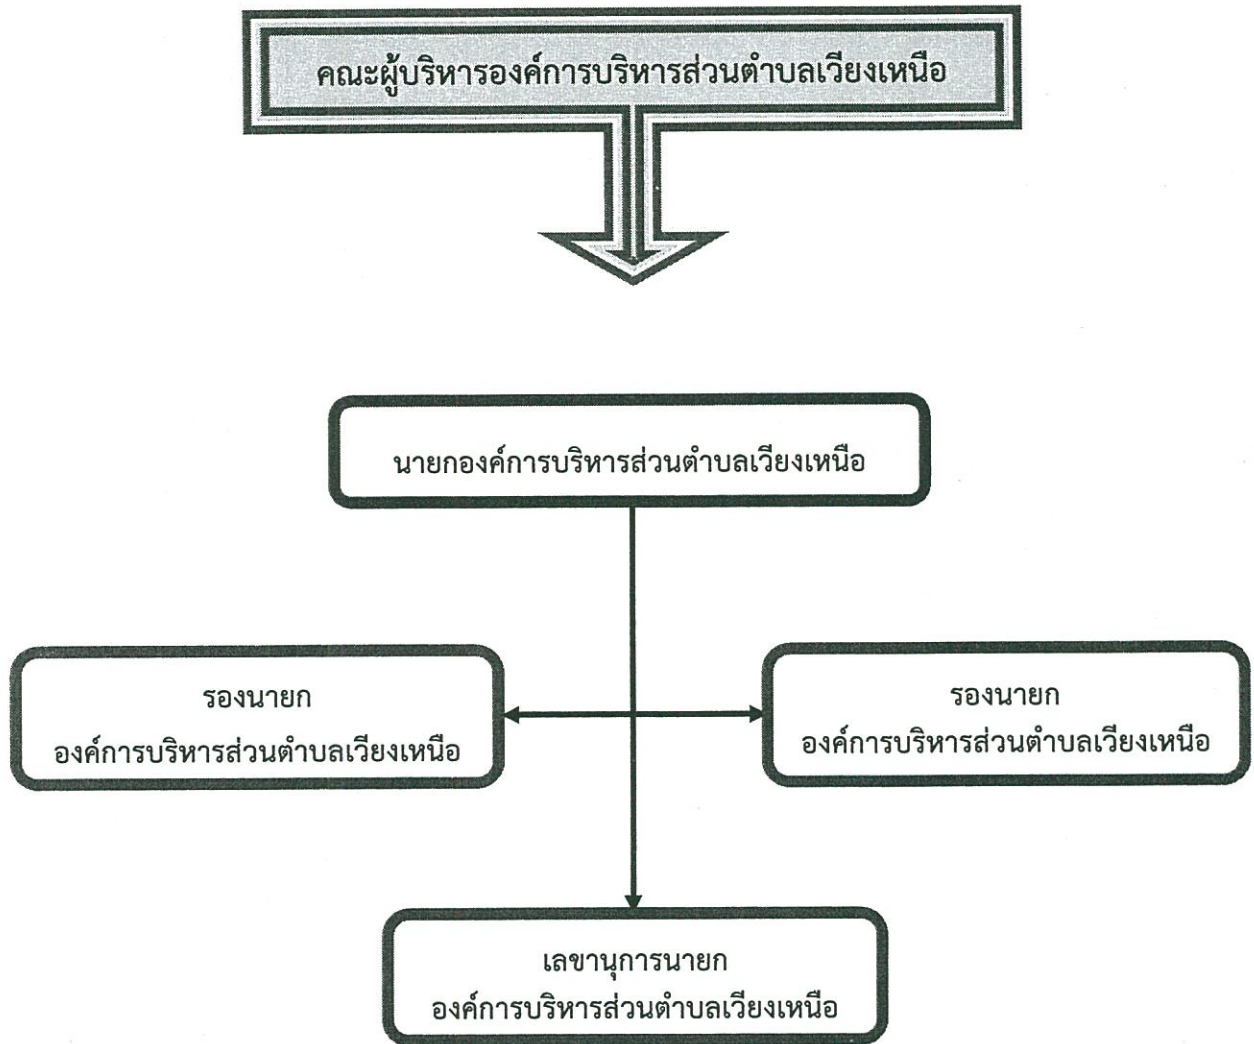 คณะผู้บริหารองค์การบริหารส่วนตำบลเวียงเหนือ
นายกองค์การบริหารส่วนตำบลเวียงเหนือ
รองนายก
องค์การบริหารส่วนตำบลเวียงเหนือ
รองนายก
องค์การบริหารส่วนตำบลเวียงเหนือ
เลขานุการนายก
องค์การบริหารส่วนตำบลเวียงเหนือ